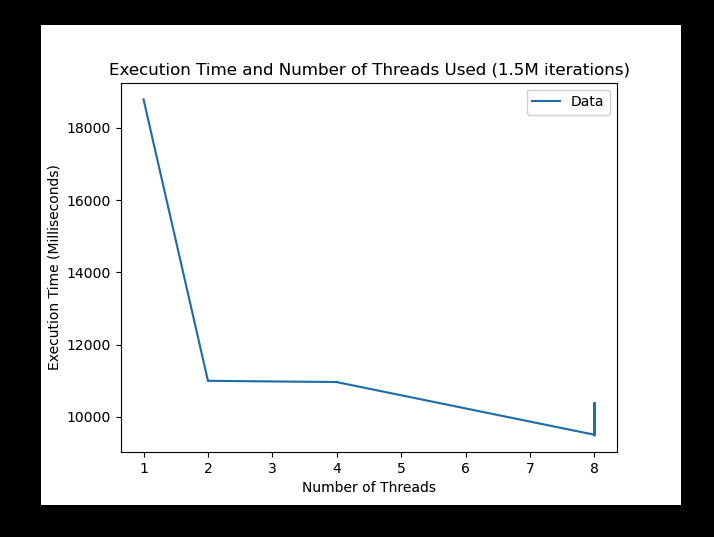 Execution Time and Number of Threads Used (1.5M iterations)
Data
18000
16000
14000
12000
10000
Execution Time (Milliseconds)
1 2 3 4 5 6 7 8
Number of Threads